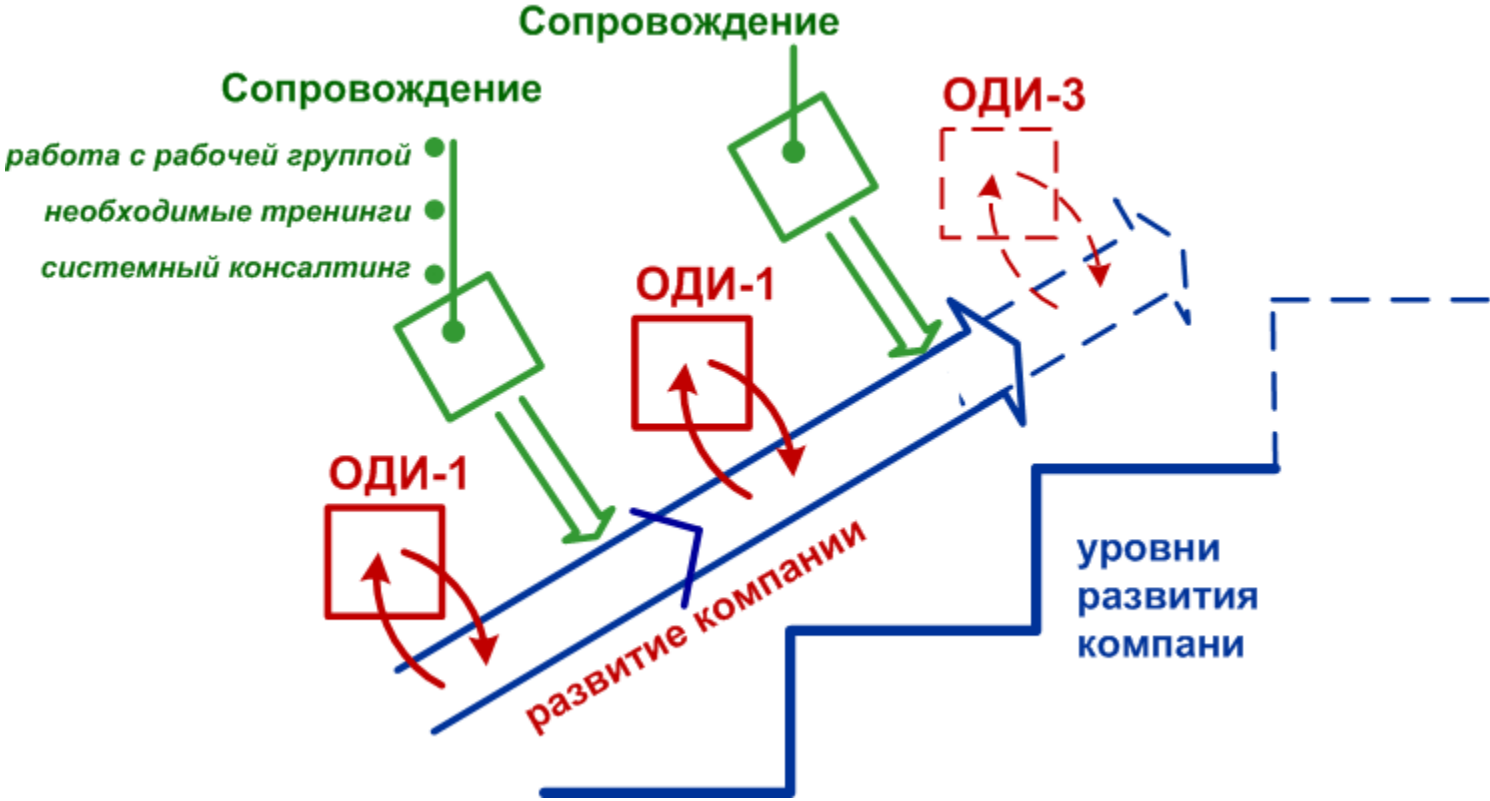 Сопровождение
Сопровождение
работа с рабочей группой
необходимые тренинги
системный консалтинг
ОДИ-3
ОДИ-1
ОДИ-1
развитие компании
уровни
развития
компани